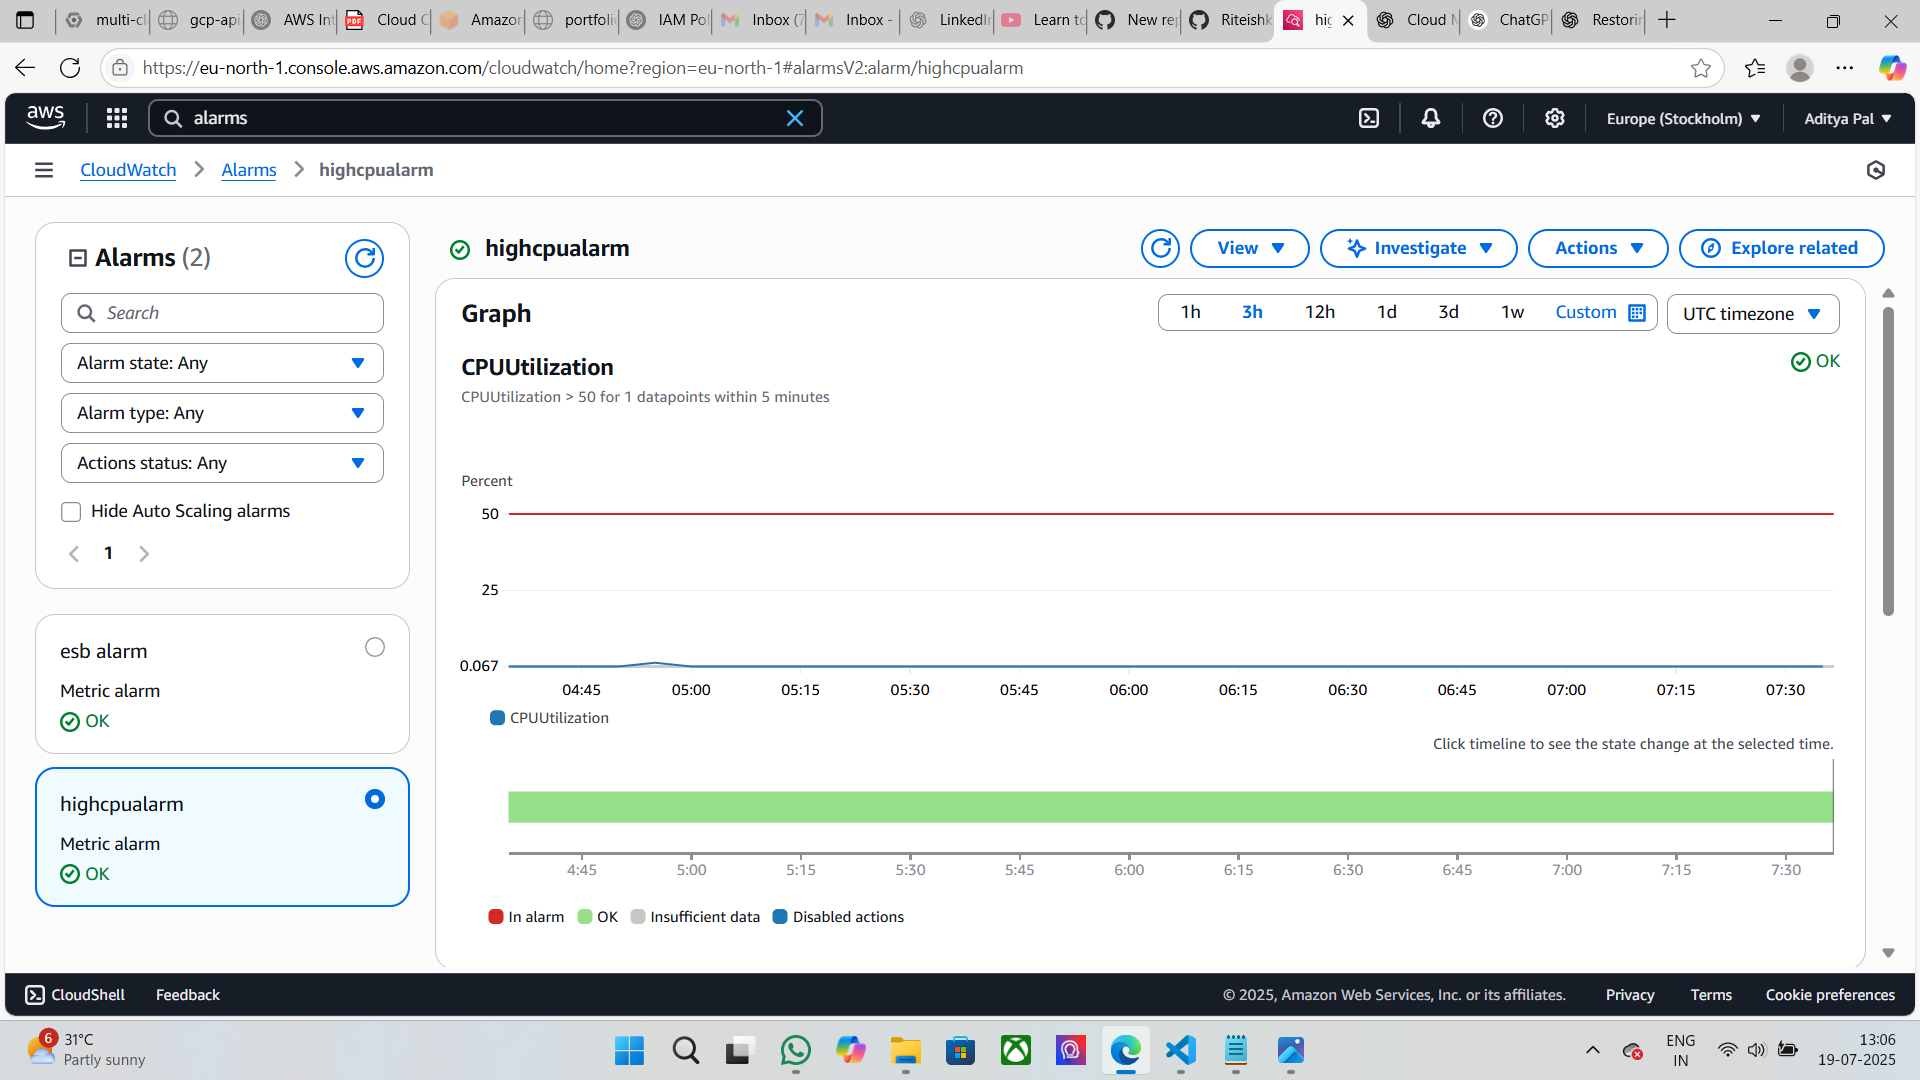 multi-cl
gcp-api
AWS Int
Cloud C
Amazon
portfolio
IAM Pol
Inbox (7
Inbox -
LinkedIn
Learn to
New rep
Riteishk
hig
Cloud M
ChatGP
Restorin
https://eu-north-1.console.aws.amazon.com/cloudwatch/home?region=eu-north-1#alarmsV2:alarm/highcpualarm
aws
alarms
Europe (Stockholm)
Aditya Pal
CloudWatch
Alarms
highcpualarm
Alarms (2)
Search
Alarm state: Any
Alarm type: Any
Actions status: Any
Hide Auto Scaling alarms
1
esb alarm
Metric alarm
OK
highcpualarm
Metric alarm
OK
highcpualarm
View
Investigate
Actions
Explore related
Graph
1h 3h 12h 1d 3d 1w Custom
UTC timezone
CPUUtilization
OK
CPUUtilization > 50 for 1 datapoints within 5 minutes
Percent
50
25
0.067
04:45 05:00 05:15 05:30 05:45 06:00 06:15 06:30 06:45 07:00 07:15 07:30
CPUUtilization
Click timeline to see the state change at the selected time.
4:45 5:00 5:15 5:30 5:45 6:00 6:15 6:30 6:45 7:00 7:15 7:30
In alarm OK Insufficient data Disabled actions
CloudShell
Feedback
© 2025, Amazon Web Services, Inc. or its affiliates.
Privacy
Terms
Cookie preferences
6
31°C
Partly sunny
ENG
IN
13:06
19-07-2025